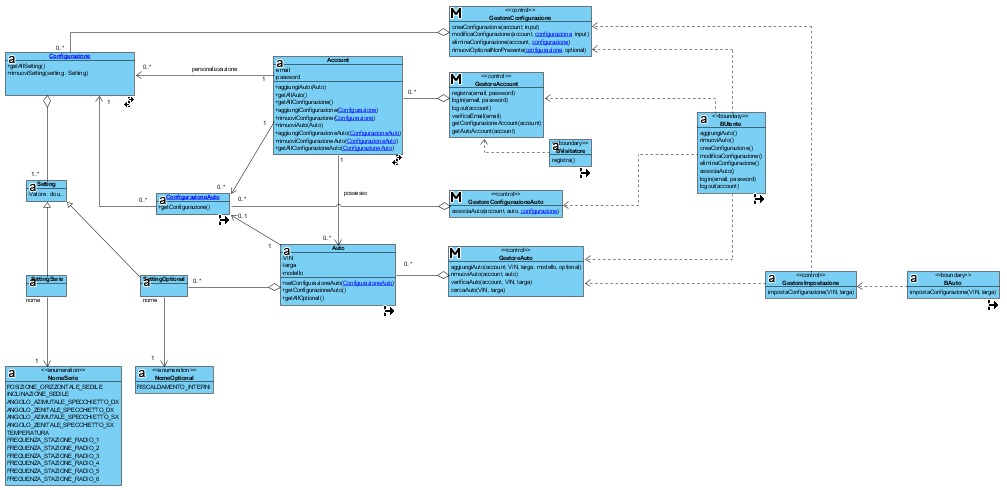 <<control>>
GestoreConfigurazione
creaConfigurazione(account, input)
modificaConfigurazione(account, configurazione, input)
eliminaConfigurazione(account, configurazione)
rimuoviOptionalNonPresente(configurazione, optional)
0..*
Configurazione
+getAllSetting()
+rimuoviSetting(setting : Setting)
0..*
personalizzazione
1
Account
-email
-password
+aggiungiAuto(Auto)
+getAllAuto()
+getAllConfigurazione()
+aggiungiConfigurazione(Configurazione)
+rimuoviConfigurazione(Configurazione)
+rimuoviAuto(Auto)
+aggiungiConfigurazioneAuto(ConfigurazioneAuto)
+rimuoviConfigurazioneAuto(ConfigurazioneAuto)
+getAllConfigurazioneAuto(ConfigurazioneAuto)
0..*
<<control>>
GestoreAccount
registra(email, password)
login(email, password)
logout(account)
verificaEmail(email)
getConfigurazioneAccount(account)
getAutoAccount(account)
<<boundary>>
BVisitatore
registra()
<<boundary>>
BUtente
aggiungiAuto()
rimuoviAuto()
creaConfigurazione()
modificaConfigurazione()
eliminaConfigurazione()
associaAuto()
login(email, password)
logout(account)
1
1
1
possesso
1..*
Setting
-Valore : dou...
0..*
0..*
ConfigurazioneAuto
+getConfigurazione()
0..*
<<control>>
GestoreConfigurazioneAuto
associaAuto(account, auto, configurazione)
0..1
1
0..*
Auto
-VIN
-targa
-modello
+setConfigurazioneAuto(ConfigurazioneAuto)
+getConfigurazioneAuto()
+getAllOptional()
0..*
<<control>>
GestoreAuto
aggiungiAuto(account, VIN, targa, modello, optional)
rimuoviAuto(account, auto)
verificaAuto(account, VIN, targa)
cercaAuto(VIN, targa)
<<control>>
GestoreImpostazione
impostaConfigurazione(VIN, targa)
<<boundary>>
BAuto
impostaConfigurazione(VIN, targa)
SettingSerie
nome
SettingOptional
nome
0..*
1
1
<<enumeration>>
NomeSerie
POSIZIONE_ORIZZONTALE_SEDILE
INCLINAZIONE_SEDILE
ANGOLO_AZIMUTALE_SPECCHIETTO_DX
ANGOLO_ZENITALE_SPECCHIETTO_DX
ANGOLO_AZIMUTALE_SPECCHIETTO_SX
ANGOLO_ZENITALE_SPECCHIETTO_SX
TEMPERATURA
FREQUENZA_STAZIONE_RADIO_1
FREQUENZA_STAZIONE_RADIO_2
FREQUENZA_STAZIONE_RADIO_3
FREQUENZA_STAZIONE_RADIO_4
FREQUENZA_STAZIONE_RADIO_5
FREQUENZA_STAZIONE_RADIO_6
<<enumeration>>
NomeOptional
RISCALDAMENTO_INTERNI